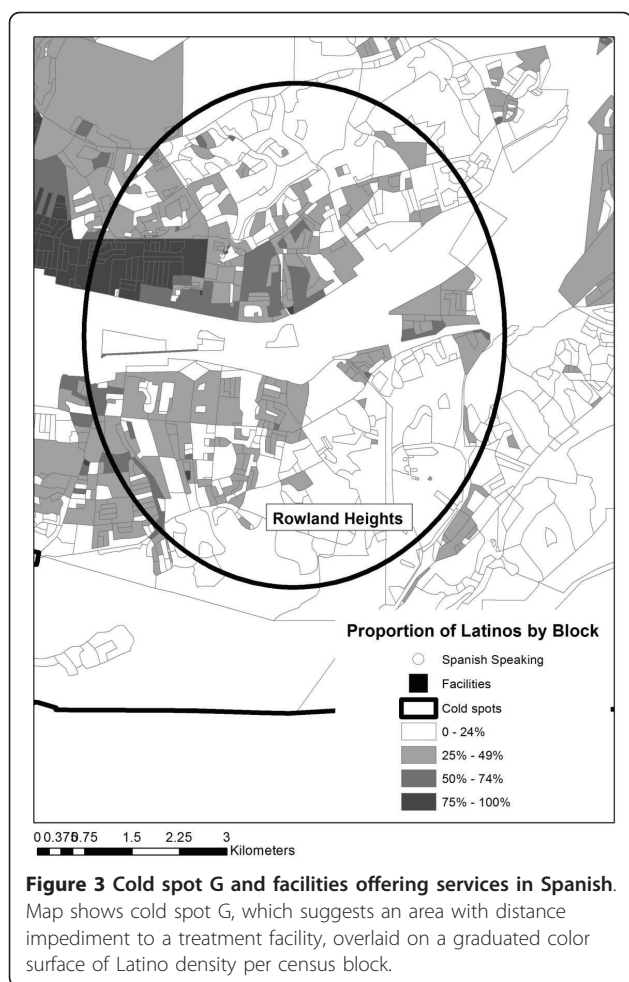 Rowland Heights
Proportion of Latinos by Block
Spanish Speaking
Facilities
Cold spots
0 - 24%
25% - 49%
50% - 74%
75% - 100%
0 0.375 0.75 1.5 2.25 3
Kilometers
Figure 3 Cold spot G and facilities offering services in Spanish.
Map shows cold spot G, which suggests an area with distance
impediment to a treatment facility, overlaid on a graduated color
surface of Latino density per census block.